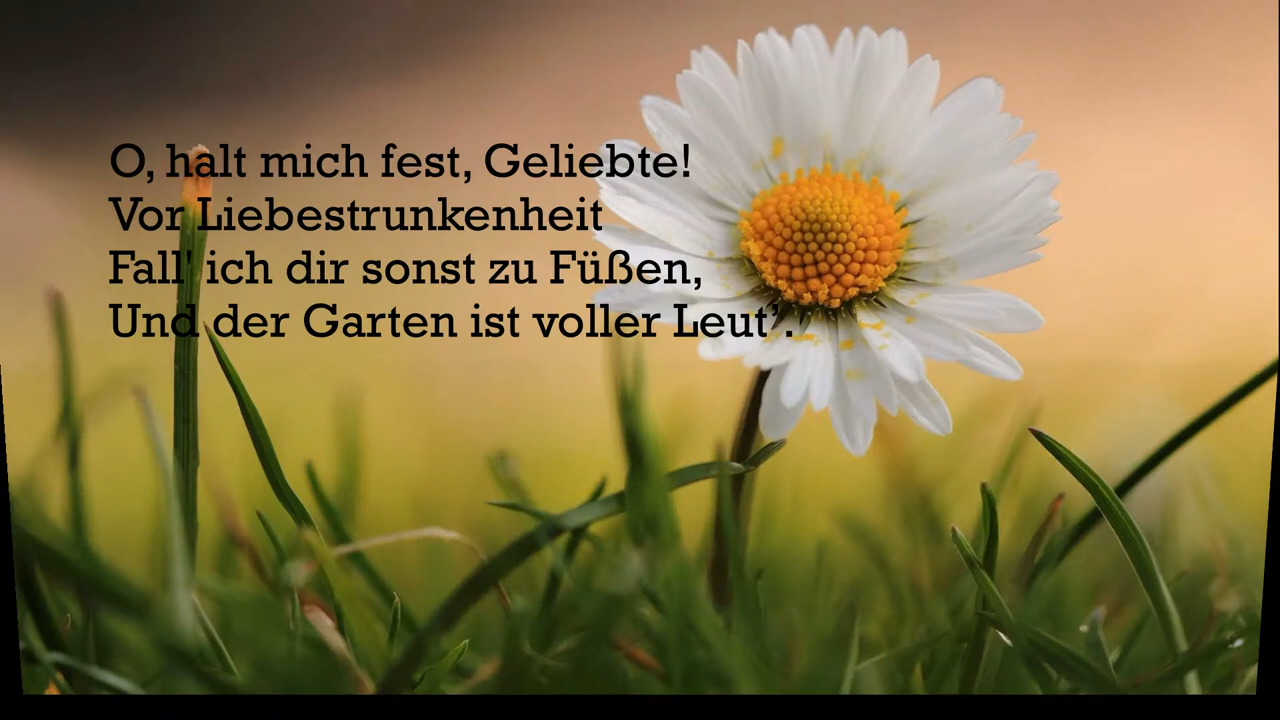 O, halt mich fest, Geliebte!
Vor Liebestrunkenheit
Fall' ich dir sonst zu Füßen,
Und der Garten ist voller Leut’.